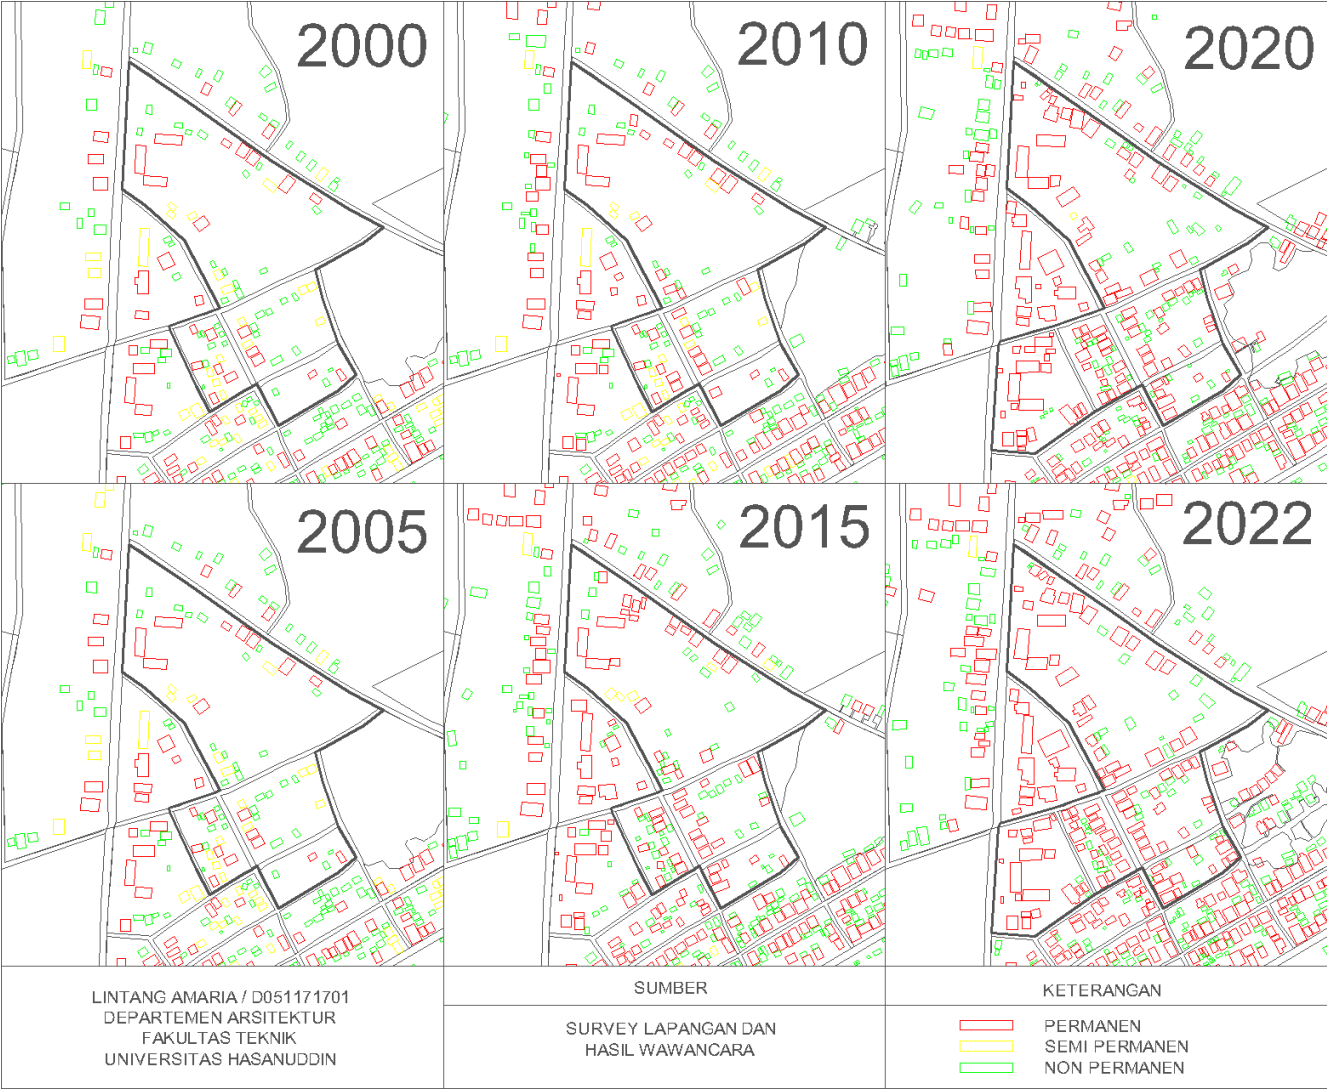 2000
2010
2020
2005
2015
2022
LINTANG AMARIA / D051171701
DEPARTEMEN ARSITEKTUR
FAKULTAS TEKNIK
UNIVERSITAS HASANUDDIN
SUMBER
SURVEY LAPANGAN DAN
HASIL WAWANCARA
KETERANGAN
PERMANEN
SEMI PERMANEN
NON PERMANEN